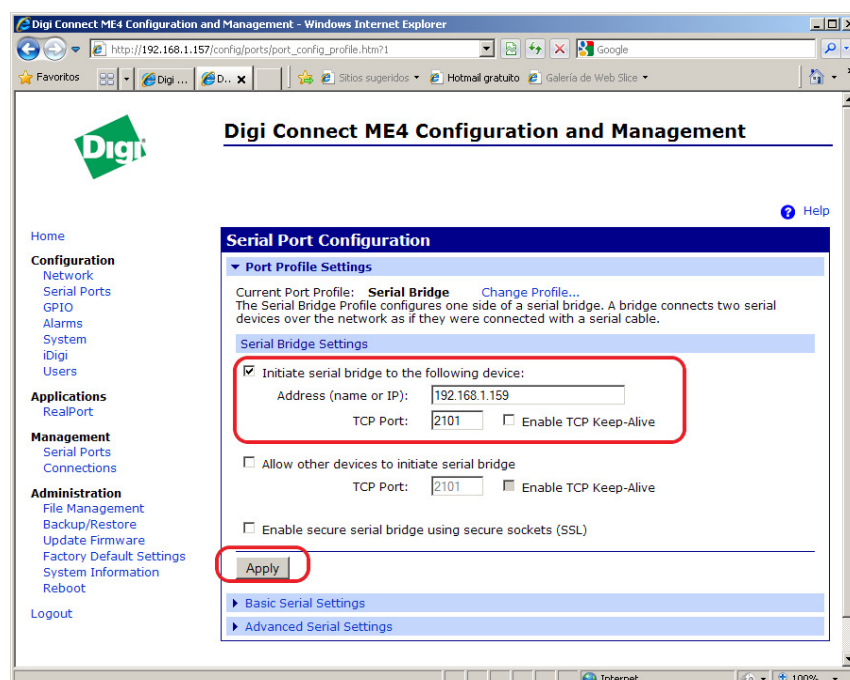 Digi Connect ME4 Configuration and Management - Windows Internet Explorer
http://192.168.1.157/config/ports/port_config_profile.htm?1
Google
Favoritos
Digi ...
D..
Sitios sugeridos
Hotmail gratuito
Galería de Web Slice
Digi
Digi Connect ME4 Configuration and Management
Help
Home
Configuration
Network
Serial Ports
GPIO
Alarms
System
iDigi
Users
Applications
RealPort
Management
Serial Ports
Connections
Administration
File Management
Backup/Restore
Update Firmware
Factory Default Settings
System Information
Reboot
Logout
Serial Port Configuration
Port Profile Settings
Current Port Profile: Serial Bridge Change Profile...
The Serial Bridge Profile configures one side of a serial bridge. A bridge connects two serial
devices over the network as if they were connected with a serial cable.
Serial Bridge Settings
Initiate serial bridge to the following device:
Address (name or IP): 192.168.1.159
TCP Port: 2101 Enable TCP Keep-Alive
Allow other devices to initiate serial bridge
TCP Port: 2101 Enable TCP Keep-Alive
Enable secure serial bridge using secure sockets (SSL)
Apply
Basic Serial Settings
Advanced Serial Settings
Internet
100%